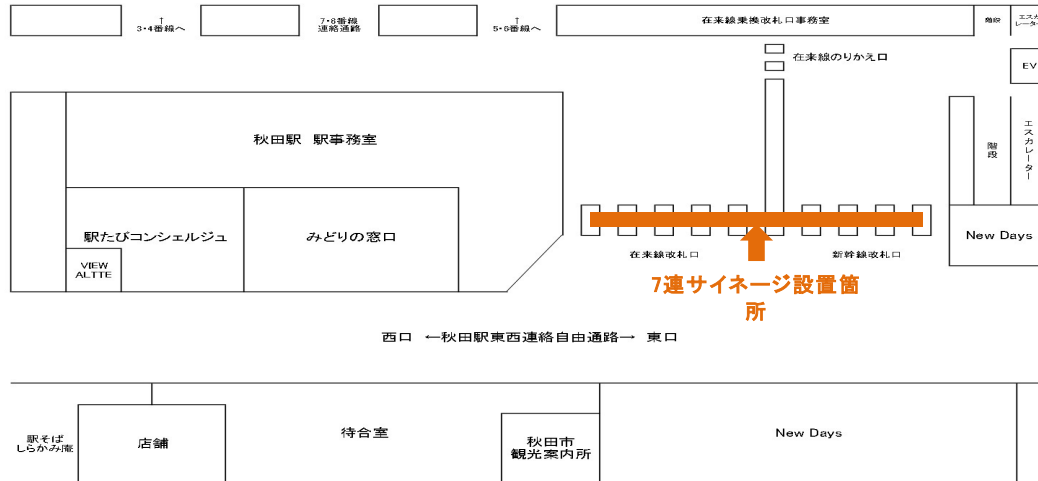 ↑
3・4番線へ
7・8番線
連絡通路
↑
5・6番線へ
在来線乗換改札口事務室
階段
エスカ
レーター
在来線のりかえ口
EV
秋田駅 駅事務室
階段
エスカレーター
駅たびコンシェルジュ
みどりの窓口
VIEW
ALTTE
在来線改札口
新幹線改札口
New Days
7連サイネージ設置箇
所
西口 ←秋田駅東西連絡自由通路→ 東口
駅そば
しらかみ庵
店舗
待合室
秋田市
観光案内所
New Days